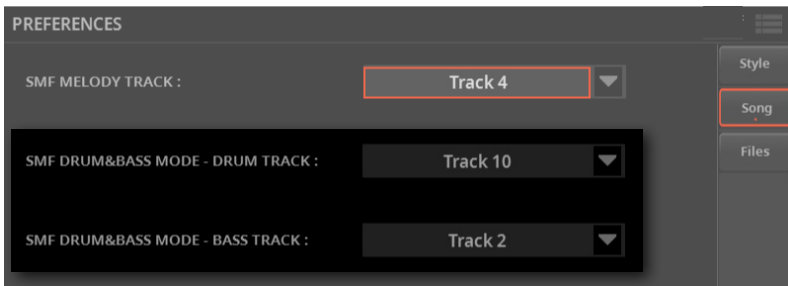 PREFERENCES
SMF MELODY TRACK :
Track 4
Style
Song
SMF DRUM&BASS MODE - DRUM TRACK :
Track 10
Files
SMF DRUM&BASS MODE - BASS TRACK :
Track 2